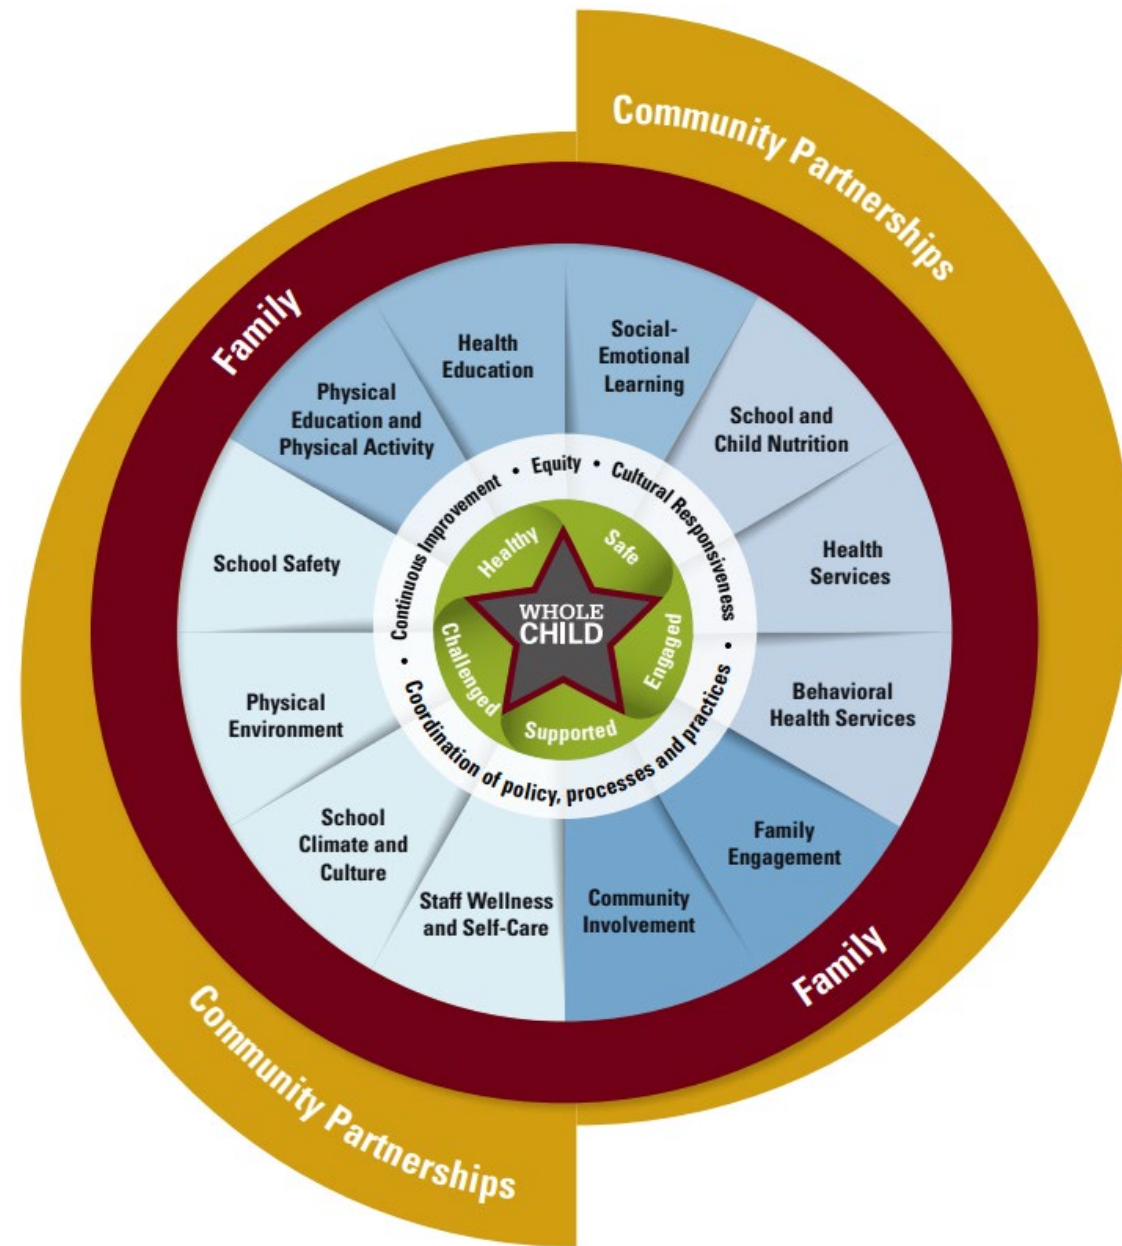 Community Partnerships
Family
Health
Education
Social-
Emotional
Learning
Physical
Education and
Physical Activity
School and
Child Nutrition
School Safety
Health
Services
Physical
Environment
Behavioral
Health Services
School
Climate and
Culture
Family
Engagement
Staff Wellness
and Self-Care
Community
Involvement
• Continuous Improvement • Equity • Cultural Responsiveness •
Coordination of policy, processes and practices
Healthy
Safe
Engaged
Supported
Challenged
WHOLE
CHILD
Family
Community Partnerships